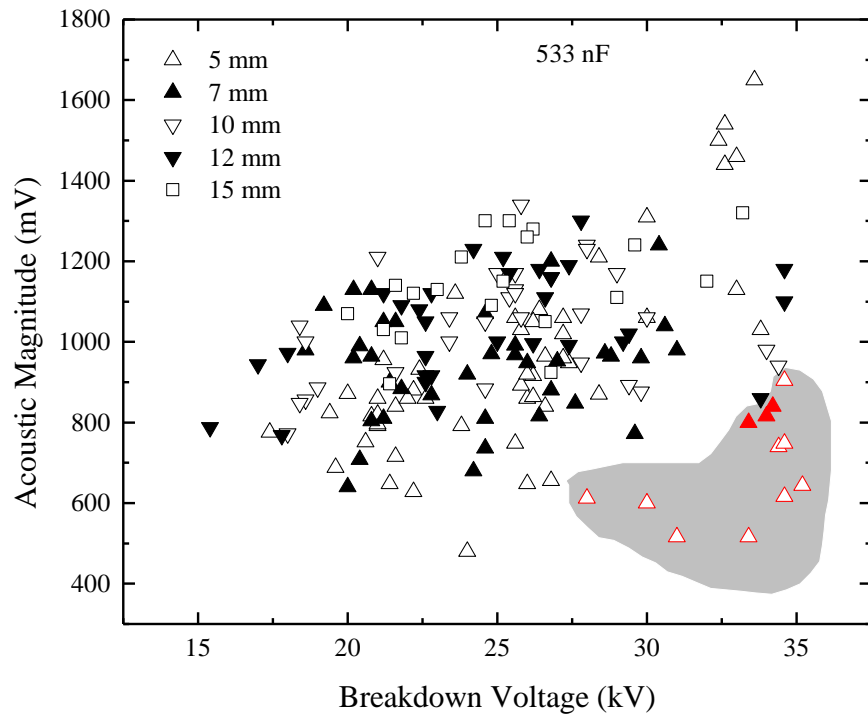 1800
1600
1400
1200
1000
800
600
400
Acoustic Magnitude (mV)
533 nF
5 mm
7 mm
10 mm
12 mm
15 mm
15
20
25
30
35
Breakdown Voltage (kV)